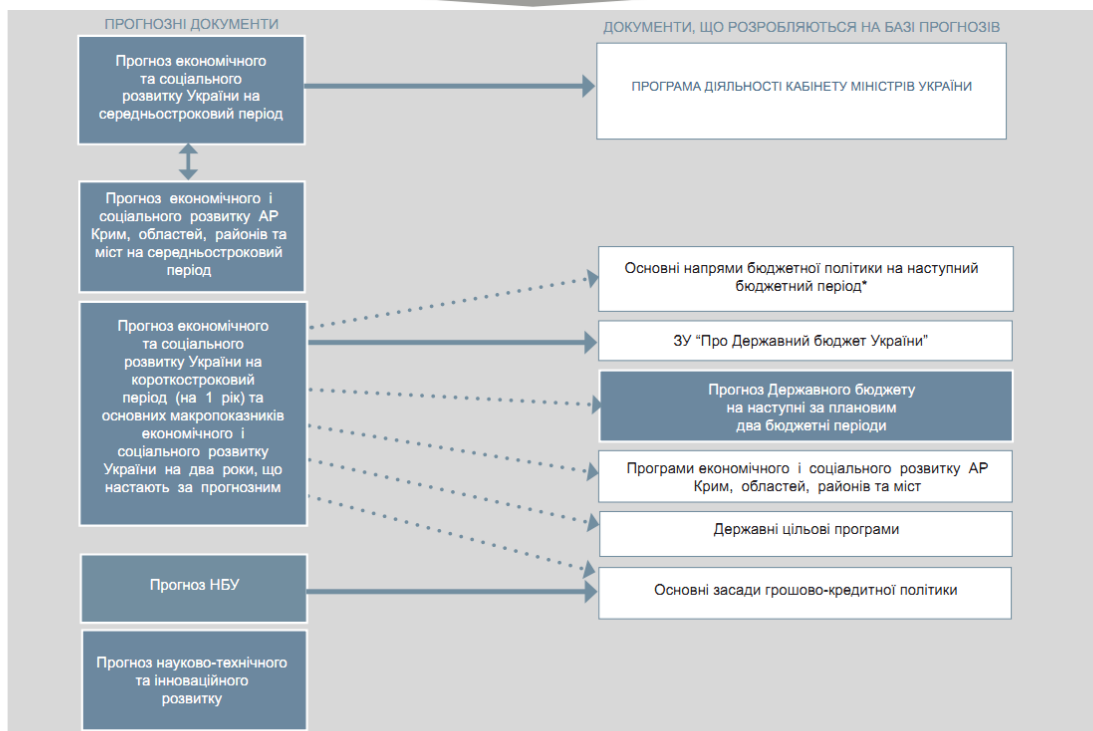 ПРОГНОЗНІ ДОКУМЕНТИ
Прогноз економічного
та соціального
розвитку України на
середньостроковий період
Прогноз економічного і
соціального розвитку АР
Крим, областей, районів та
міст на середньостроковий
період
Прогноз економічного
та соціального
розвитку України на
короткостроковий
період (на 1 рік) та
основних макропоказників
економічного і
соціального розвитку
України на два роки, що
настають за прогнозним
Прогноз НБУ
Прогноз науково-технічного
та інноваційного
розвитку
ДОКУМЕНТИ, ЩО РОЗРОБЛЯЮТЬСЯ НА БАЗІ ПРОГНОЗІВ
ПРОГРАМА ДІЯЛЬНОСТІ КАБІНЕТУ МІНІСТРІВ УКРАЇНИ
Основні напрями бюджетної політики на наступний
бюджетний період*
ЗУ “Про Державний бюджет України”
Прогноз Державного бюджету
на наступні за плановим
два бюджетні періоди
Програми економічного і соціального розвитку АР
Крим, областей, районів та міст
Державні цільові програми
Основні засади грошово-кредитної політики